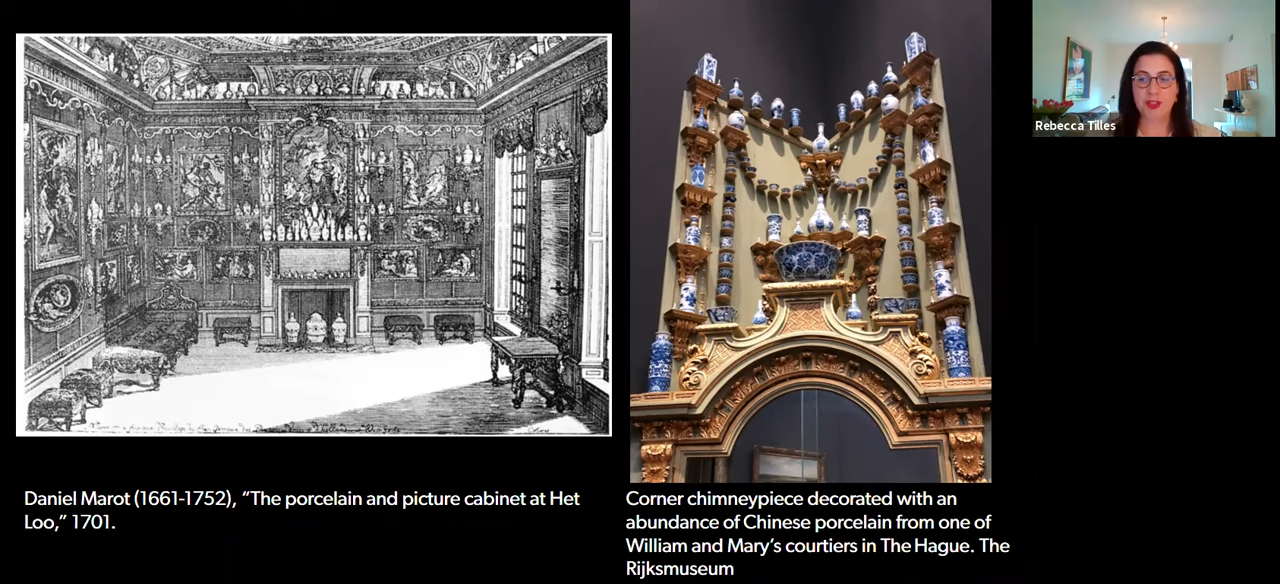 Rebecca Tilles
Daniel Marot (1661-1752), “The porcelain and picture cabinet at Het
Loo,” 1701.
Corner chimneypiece decorated with an
abundance of Chinese porcelain from one of
William and Mary’s courtiers in The Hague. The
Rijksmuseum